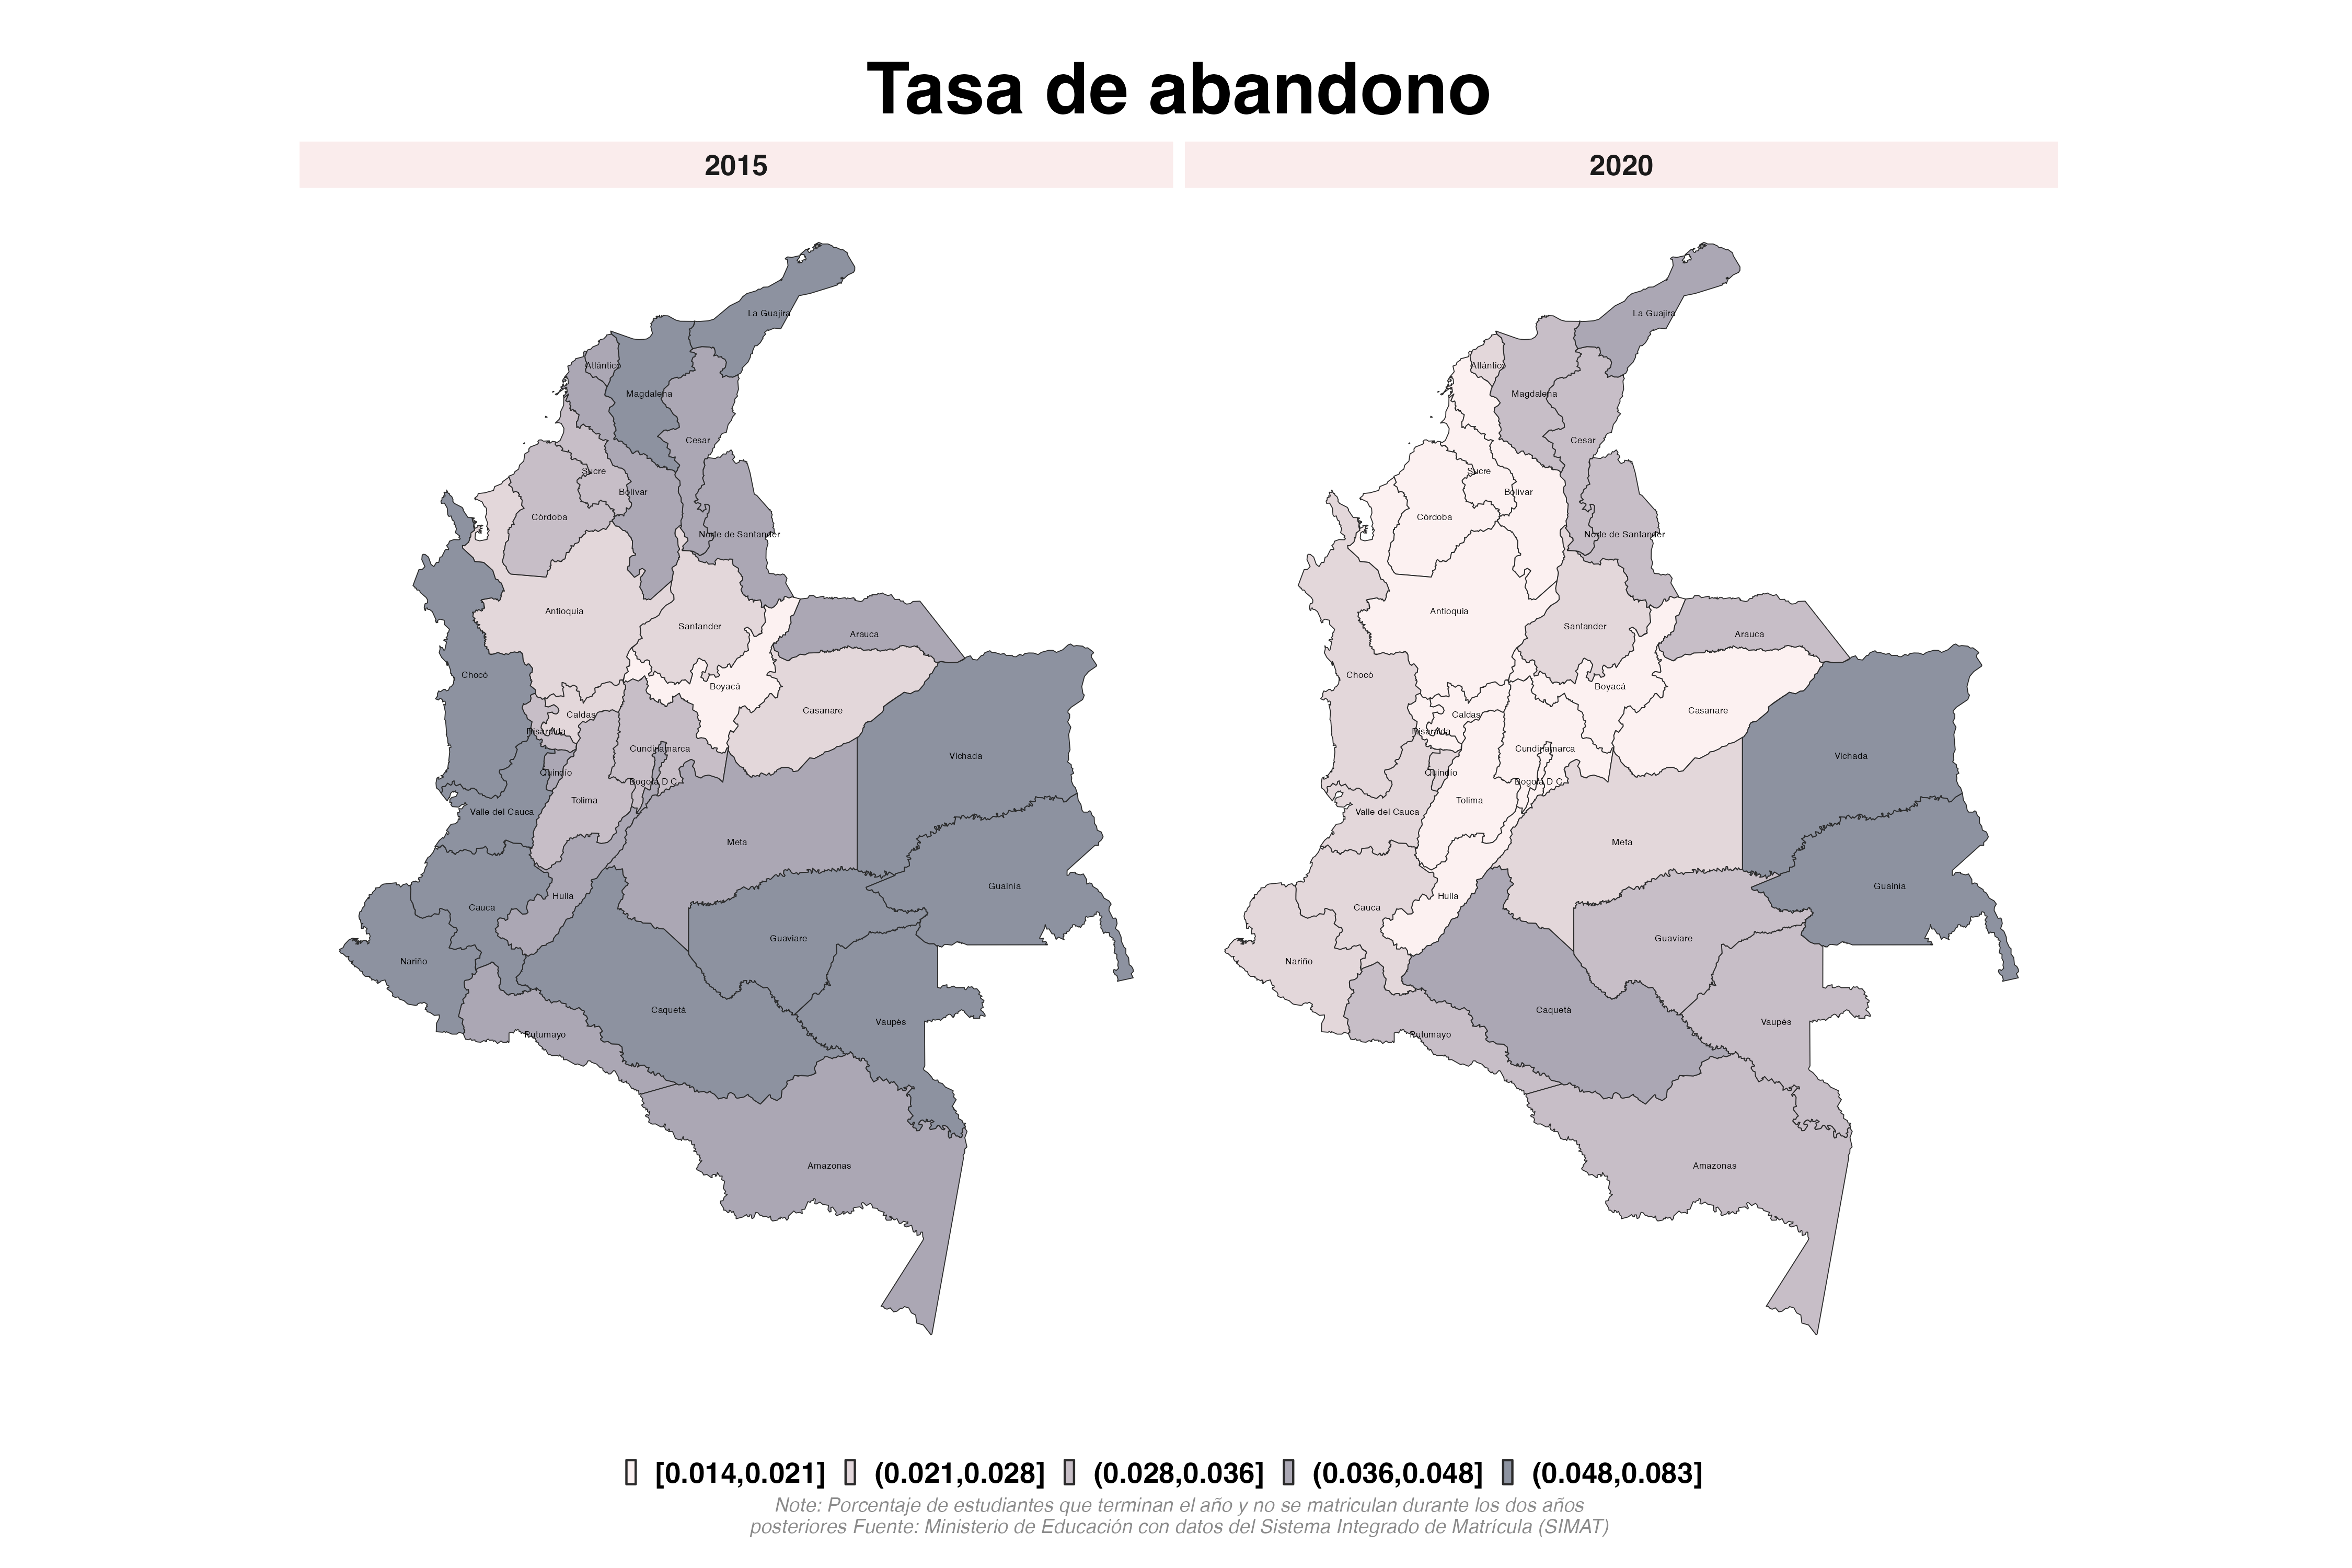 Tasa de abandono
2015
2020
La Guajira
Atlántico
Magdalena
Cesar
Sucre
Bolívar
Córdoba
Norte de Santander
Antioquia
Santander
Arauca
Chocó
Boyacá
Casanare
Caldas
Risaralda
Cundinamarca
Vichada
Quindío
Bogotá D.C.
Tolima
Valle del Cauca
Meta
Guainía
Huila
Cauca
Guaviare
Nariño
Caquetá
Vaupés
Putumayo
Amazonas
La Guajira
Atlántico
Magdalena
Cesar
Sucre
Bolívar
Córdoba
Norte de Santander
Antioquia
Santander
Arauca
Chocó
Boyacá
Casanare
Caldas
Risaralda
Cundinamarca
Vichada
Quindío
Bogotá D.C.
Tolima
Valle del Cauca
Meta
Guainía
Huila
Cauca
Guaviare
Nariño
Caquetá
Vaupés
Putumayo
Amazonas
[0.014,0.021] (0.021,0.028] (0.028,0.036] (0.036,0.048] (0.048,0.083]
Note: Porcentaje de estudiantes que terminan el año y no se matriculan durante los dos años
posteriores Fuente: Ministerio de Educación con datos del Sistema Integrado de Matrícula (SIMAT)